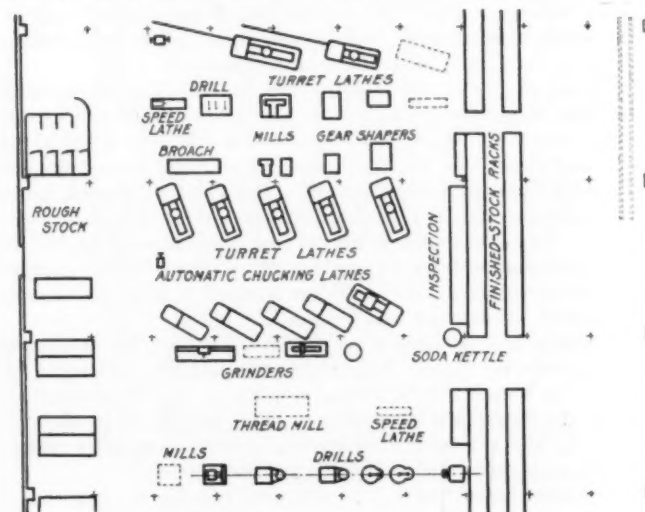 TURRET LATHES
DRILL
SPEED
LATHE
MILLS
GEAR SHAPERS
BROACH
ROUGH
STOCK
TURRET LATHES
INSPECTION
FINISHED-STOCK RACKS
AUTOMATIC CHUCKING LATHES
SODA KETTLE
GRINDERS
THREAD MILL
SPEED
LATHE
MILLS
DRILLS